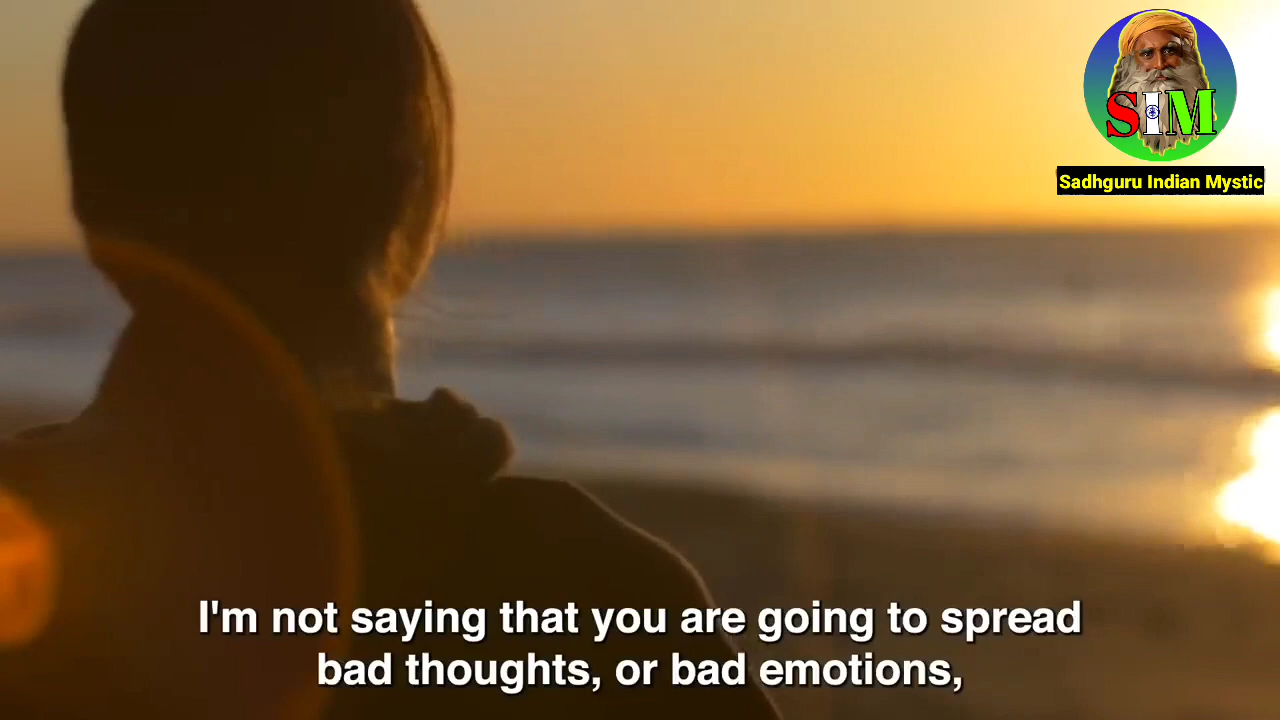 SIM
Sadhguru Indian Mystic
I'm not saying that you are going to spread
bad thoughts, or bad emotions,